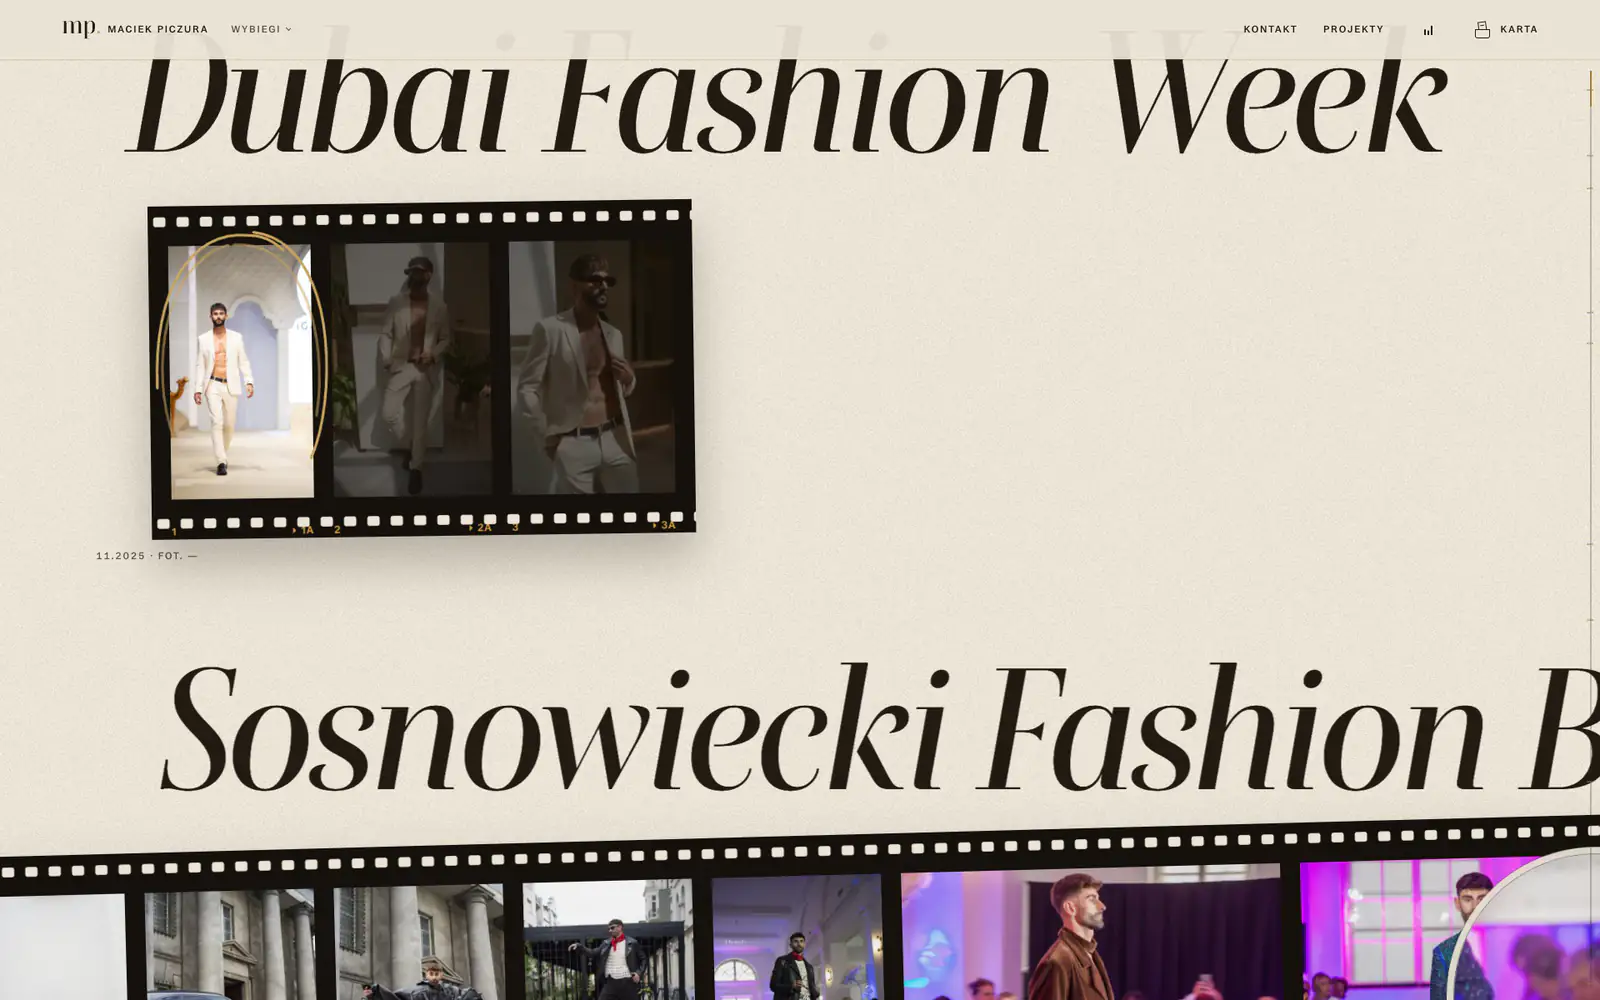 mp. MACIEK PICZURA WYBIEGI KONTAKT PROJEKTY KARTA
Dubai Fashion Week
1 1A 2 2A 3 3A
11.2025 · FOT. —
Sosnowiecki Fashion B